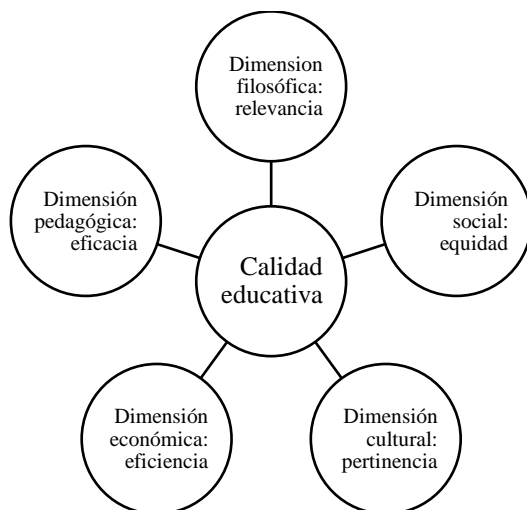 Dimension
filosófica:
relevancia
Dimensión
pedagógica:
eficacia
Dimensión
social:
equidad
Calidad
educativa
Dimensión
económica:
eficiencia
Dimensión
cultural:
pertinencia